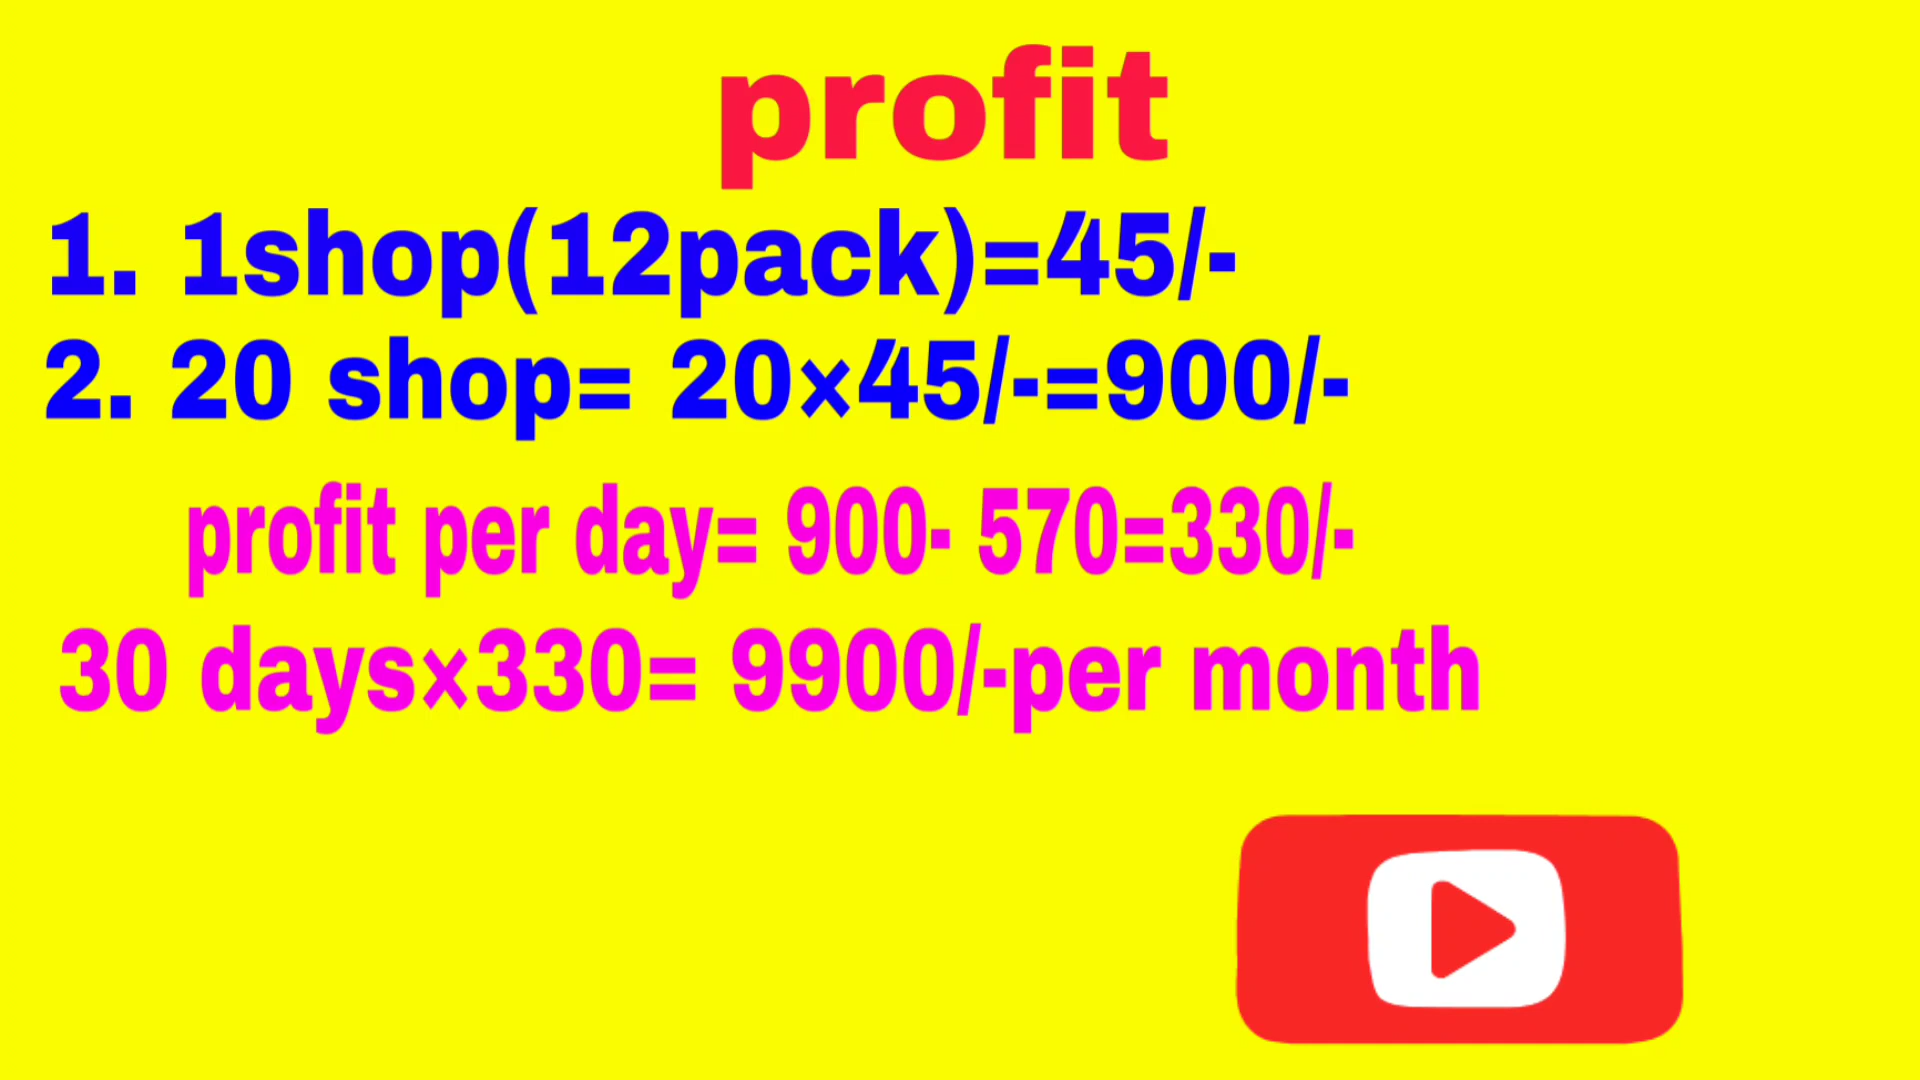 profit
1. 1shop(12pack)=45/-
2. 20 shop= 20×45/-=900/-
profit per day= 900- 570=330/-
30 days×330= 9900/-per month